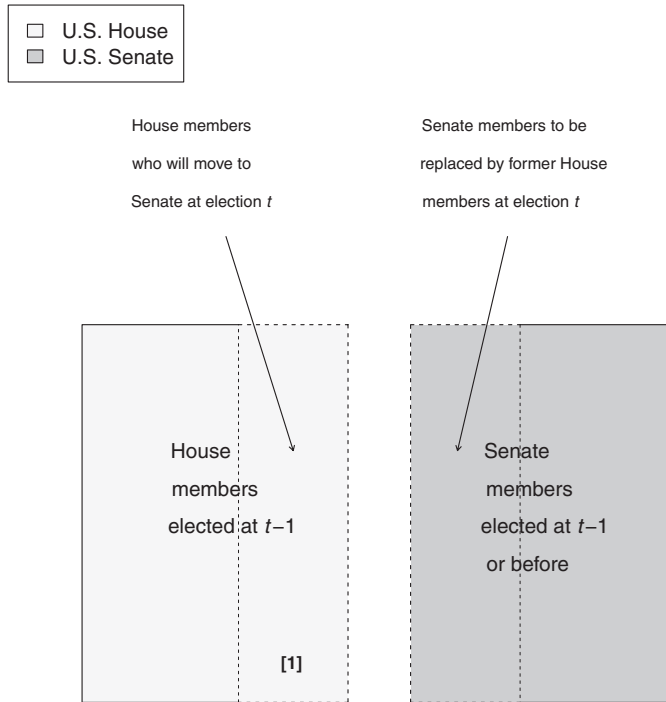 U.S. House
U.S. Senate
House members
who will move to
Senate at election t
Senate members to be
replaced by former House
members at election t
House
members
elected at t−1
[1]
Senate
members
elected at t−1
or before